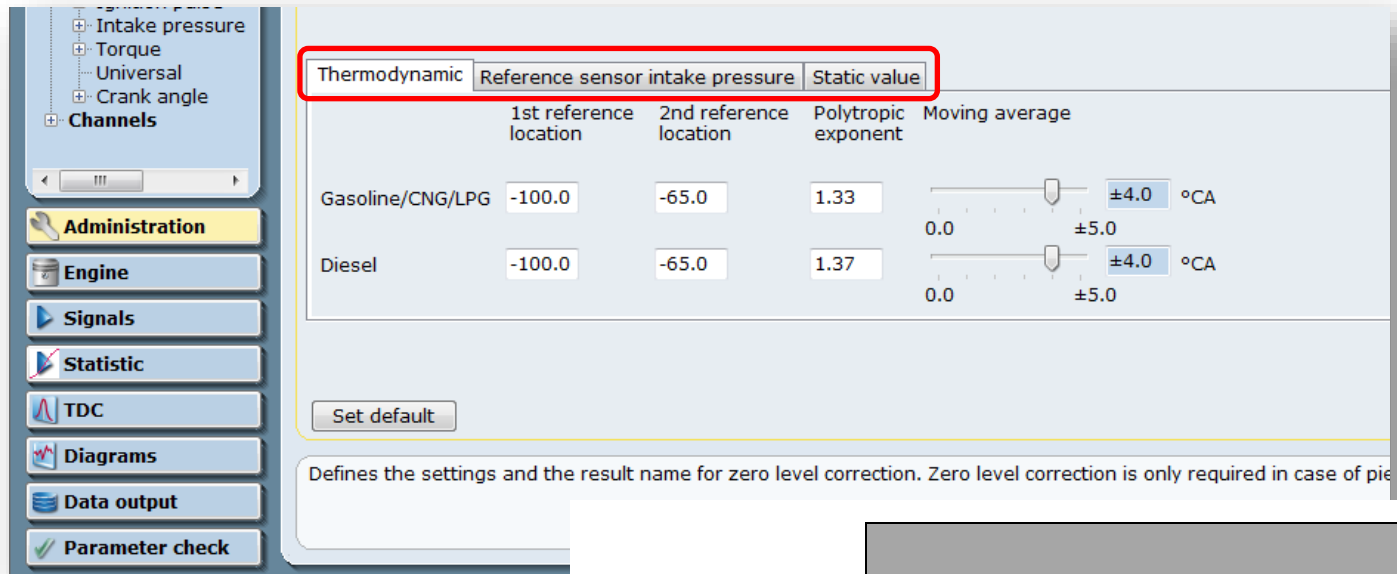 Intake pressure
Torque
Universal
Crank angle
Channels
Administration
Engine
Signals
Statistic
TDC
Diagrams
Data output
Parameter check
Thermodynamic Reference sensor intake pressure Static value
1st reference location 2nd reference location Polytropic exponent Moving average
Gasoline/CNG/LPG -100.0 -65.0 1.33 ±4.0 °CA
0.0 ±5.0
Diesel -100.0 -65.0 1.37 ±4.0 °CA
0.0 ±5.0
Set default
Defines the settings and the result name for zero level correction. Zero level correction is only required in case of pie